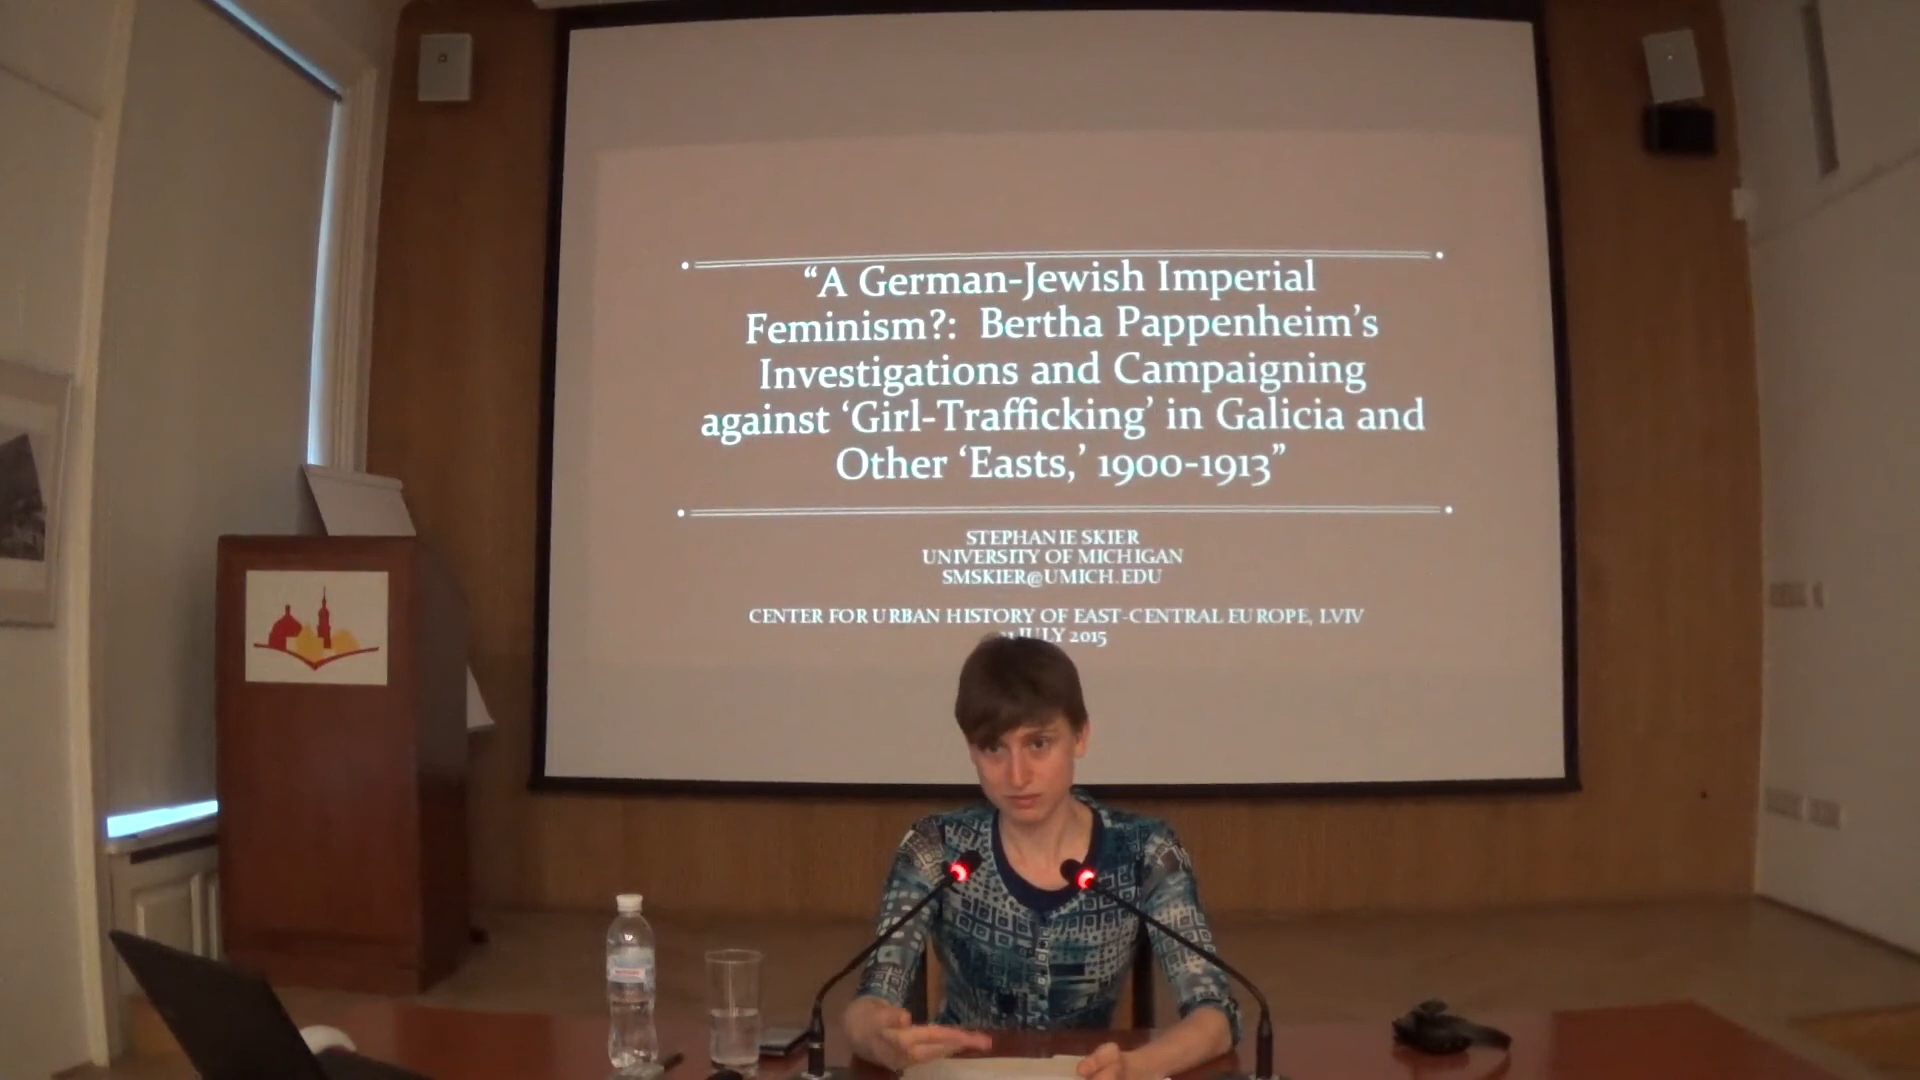 “A German-Jewish Imperial
Feminism?: Bertha Pappenheim’s
Investigations and Campaigning
against ‘Girl-Trafficking’ in Galicia and
Other ‘Easts,’ 1900-1913”
STEPHANIE SKIER
UNIVERSITY OF MICHIGAN
SMSKIER@UMICH.EDU
CENTER FOR URBAN HISTORY OF EAST-CENTRAL EUROPE, LVIV
JULY 2015